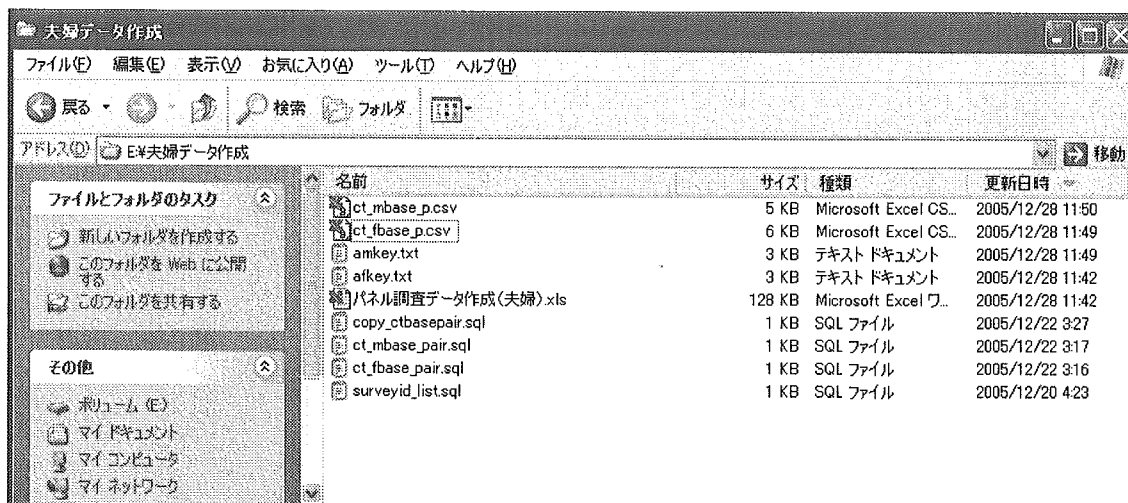 夫婦データ作成
ファイル(F) 編集(E) 表示(V) お気に入り(A) ツール(T) ヘルプ(H)
戻る 検索 フォルダ
アドレス(D) E:¥夫婦データ作成 移動
ファイルとフォルダのタスク
新しいフォルダを作成する
このフォルダを Web に公開
する
このフォルダを共有する
その他
ボリューム (E)
マイ ドキュメント
マイ コンピュータ
マイ ネットワーク
名前 サイズ 種類 更新日時
ct_mbase_p.csv 5 KB Microsoft Excel CS... 2005/12/28 11:50
ct_fbase_p.csv 6 KB Microsoft Excel CS... 2005/12/28 11:49
amkey.txt 3 KB テキスト ドキュメント 2005/12/28 11:49
afkey.txt 3 KB テキスト ドキュメント 2005/12/28 11:42
パネル調査データ作成(夫婦).xls 128 KB Microsoft Excel ワ... 2005/12/28 11:42
copy_ctbasepair.sql 1 KB SQL ファイル 2005/12/22 3:27
ct_mbase_pair.sql 1 KB SQL ファイル 2005/12/22 3:17
ct_fbase_pair.sql 1 KB SQL ファイル 2005/12/22 3:16
surveyid_list.sql 1 KB SQL ファイル 2005/12/20 4:23